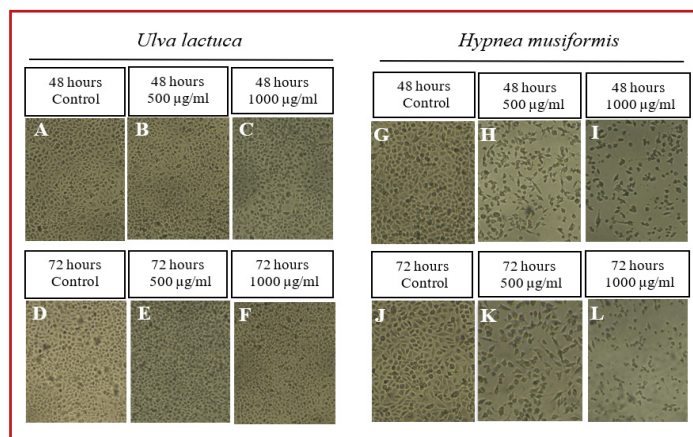 Ulva lactuca
Hypnea musiformis
48 hours
Control
48 hours
500 µg/ml
48 hours
1000 µg/ml
48 hours
Control
48 hours
500 µg/ml
48 hours
1000 µg/ml
A
B
C
G
H
I
72 hours
Control
72 hours
500 µg/ml
72 hours
1000 µg/ml
72 hours
Control
72 hours
500 µg/ml
72 hours
1000 µg/ml
D
E
F
J
K
L